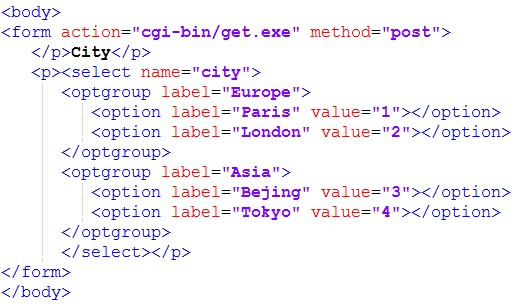 <body>
<form action="cgi-bin/get.exe" method="post">
</p>City</p>
<p><select name="city">
<optgroup label="Europe">
<option label="Paris" value="1"></option>
<option label="London" value="2"></option>
</optgroup>
<optgroup label="Asia">
<option label="Bejing" value="3"></option>
<option label="Tokyo" value="4"></option>
</optgroup>
</select></p>
</form>
</body>